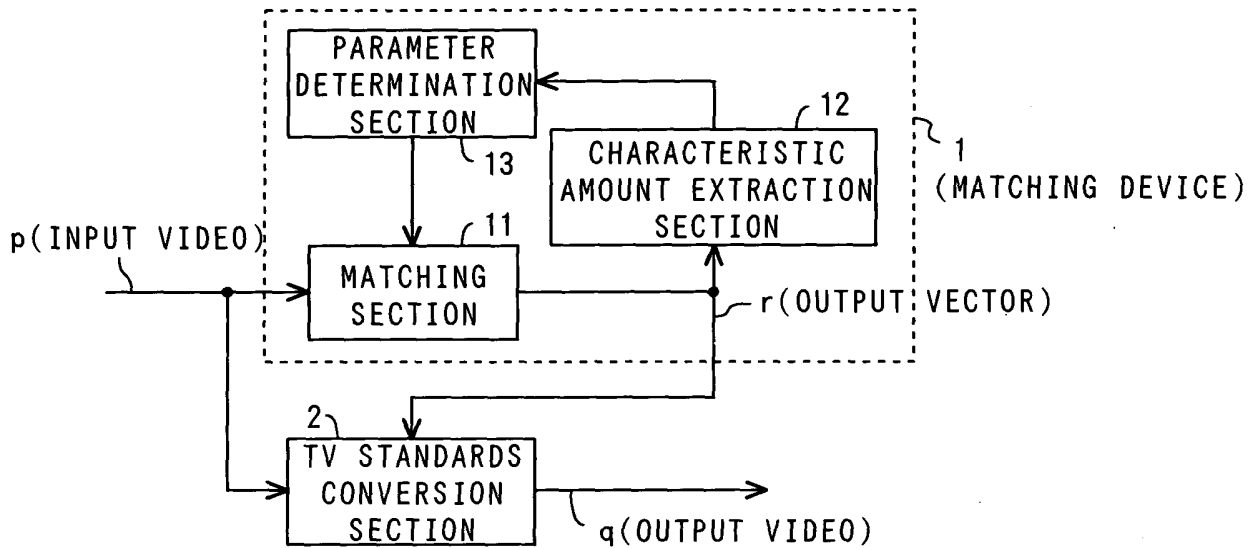 PARAMETER
DETERMINATION
SECTION
13
12
CHARACTERISTIC
AMOUNT EXTRACTION
SECTION
1
(MATCHING DEVICE)
p(INPUT VIDEO)
11
MATCHING
SECTION
r(OUTPUT VECTOR)
2
TV STANDARDS
CONVERSION
SECTION
q(OUTPUT VIDEO)